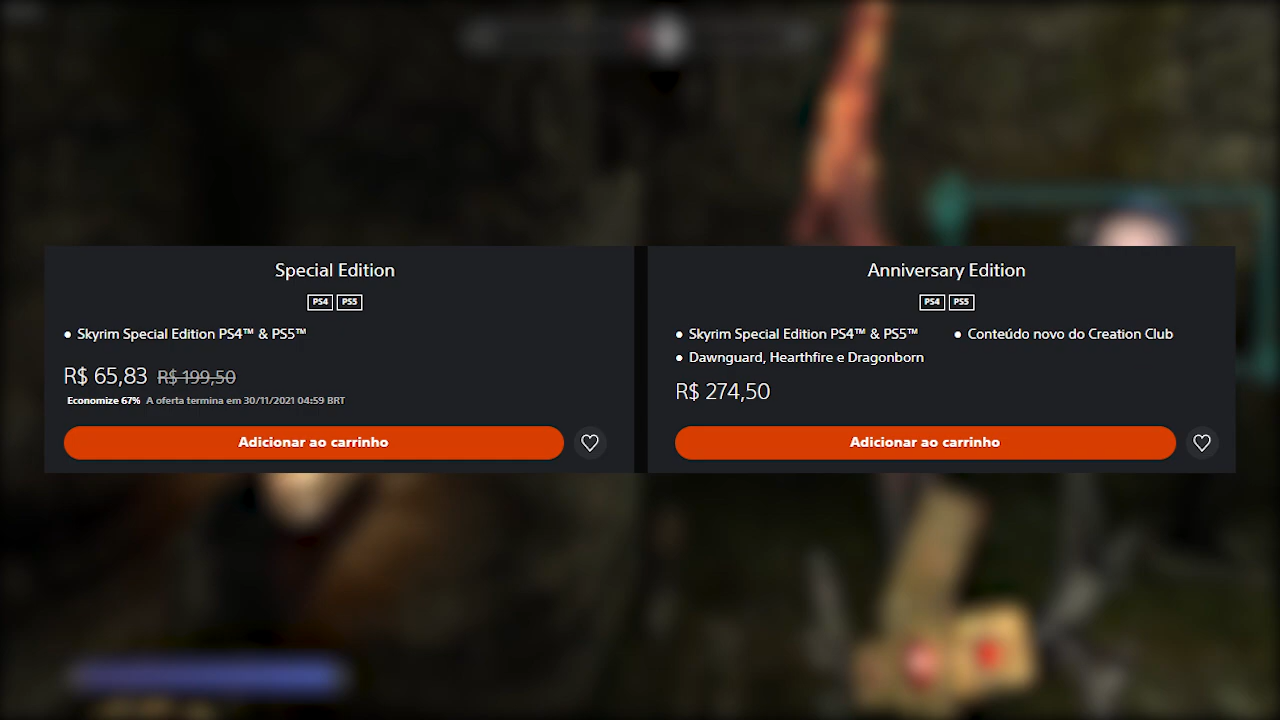 Special Edition
PS4 PS5
• Skyrim Special Edition PS4™ & PS5™
R$ 65,83 R$ 199,50
Economize 67% A oferta termina em 30/11/2021 04:59 BRT
Adicionar ao carrinho
Anniversary Edition
PS4 PS5
• Skyrim Special Edition PS4™ & PS5™ • Conteúdo novo do Creation Club
• Dawnguard, Hearthfire e Dragonborn
R$ 274,50
Adicionar ao carrinho